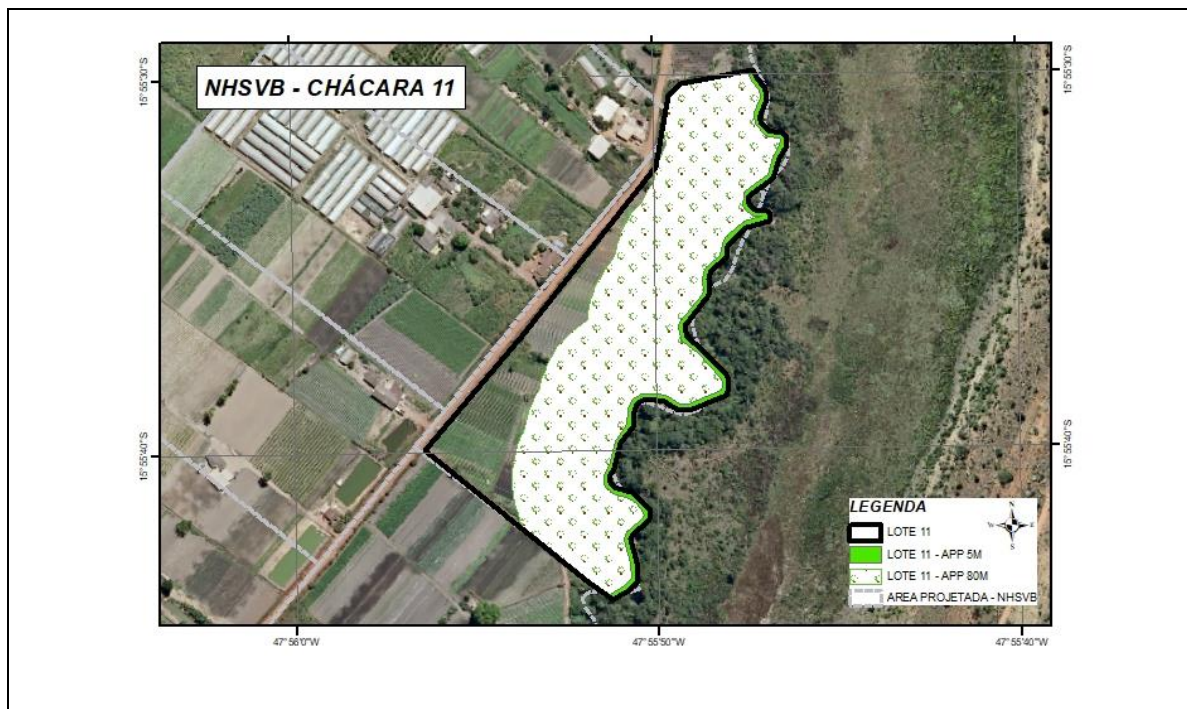 NHSVB - CHÁCARA 11
15°55'30"S
15°55'30"S
15°55'40"S
15°55'40"S
LEGENDA
N
W E
S
LOTE 11
LOTE 11 - APP 5M
LOTE 11 - APP 80M
AREA PROJETADA - NHSVB
47°56'0"W
47°55'50"W
47°55'40"W